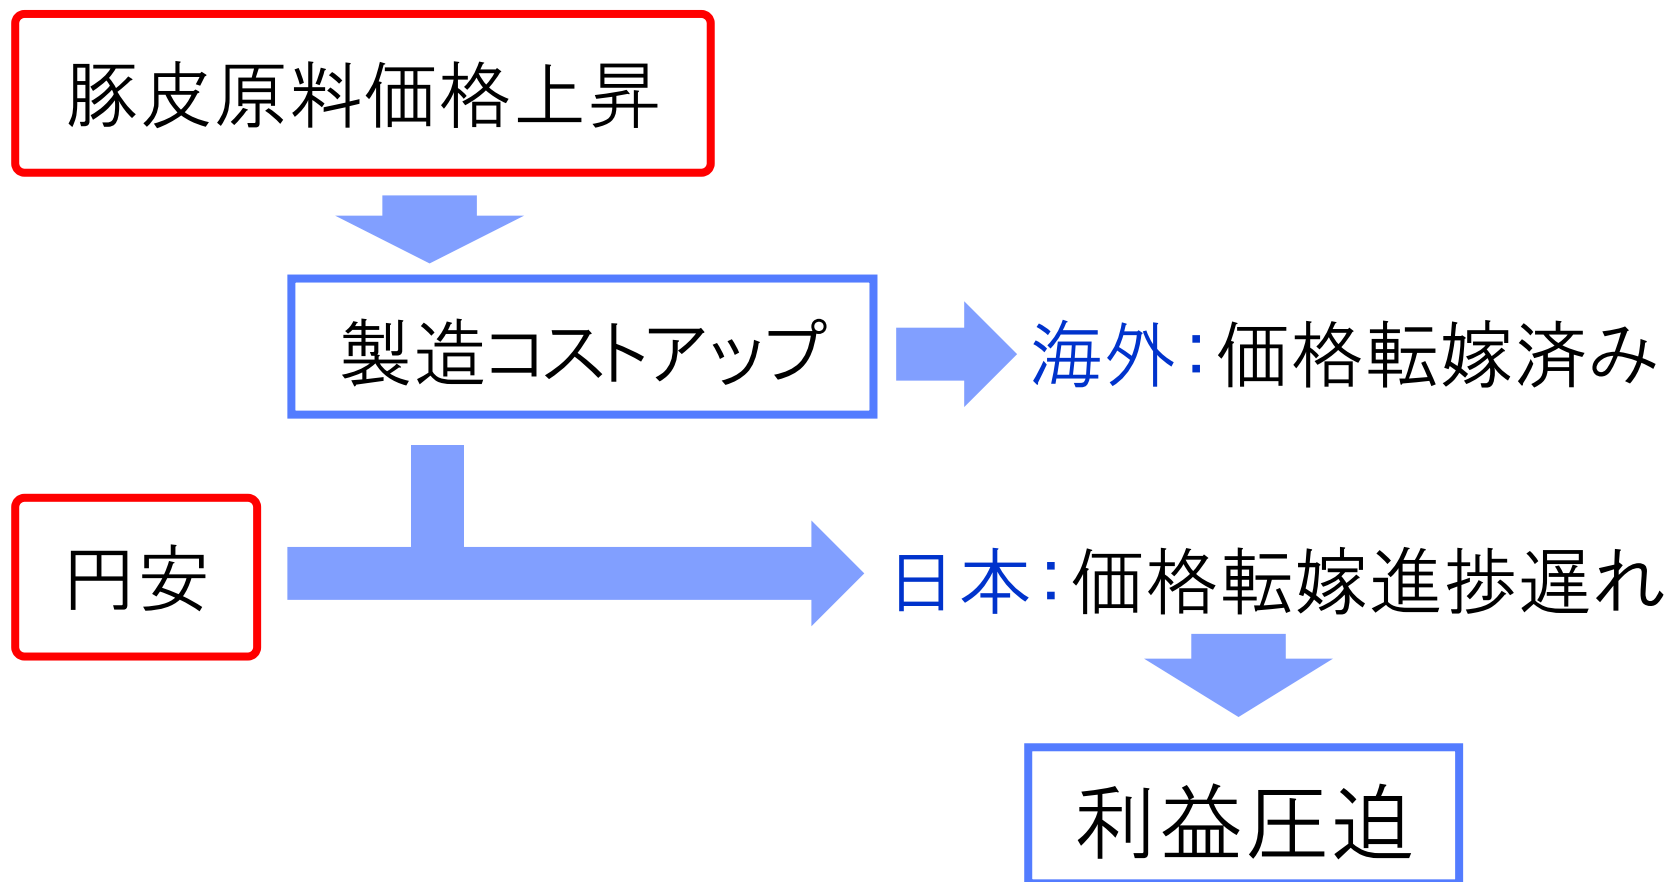 豚皮原料価格上昇
製造コストアップ
海外：価格転嫁済み
円安
日本：価格転嫁進捗遅れ
利益圧迫